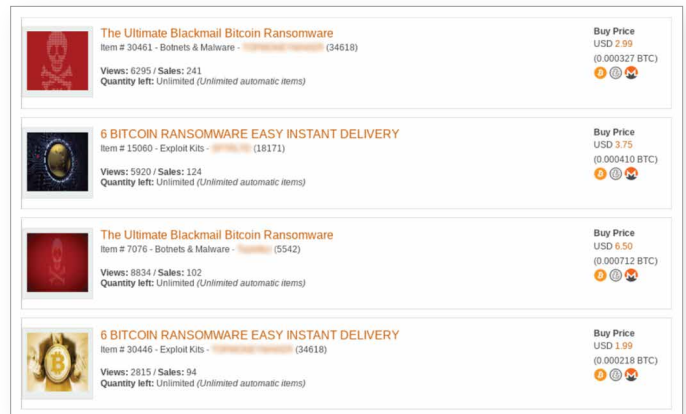 The Ultimate Blackmail Bitcoin Ransomware
Item # 30461 - Botnets & Malware - (34618)
Views: 6295 / Sales: 241
Quantity left: Unlimited (Unlimited automatic items)
Buy Price
USD 2.99
(0.000327 BTC)
6 BITCOIN RANSOMWARE EASY INSTANT DELIVERY
Item # 15060 - Exploit Kits - (18171)
Views: 5920 / Sales: 124
Quantity left: Unlimited (Unlimited automatic items)
Buy Price
USD 3.75
(0.000410 BTC)
The Ultimate Blackmail Bitcoin Ransomware
Item # 7076 - Botnets & Malware - (5542)
Views: 8834 / Sales: 102
Quantity left: Unlimited (Unlimited automatic items)
Buy Price
USD 6.50
(0.000712 BTC)
6 BITCOIN RANSOMWARE EASY INSTANT DELIVERY
Item # 30446 - Exploit Kits - (34618)
Views: 2815 / Sales: 94
Quantity left: Unlimited (Unlimited automatic items)
Buy Price
USD 1.99
(0.000218 BTC)